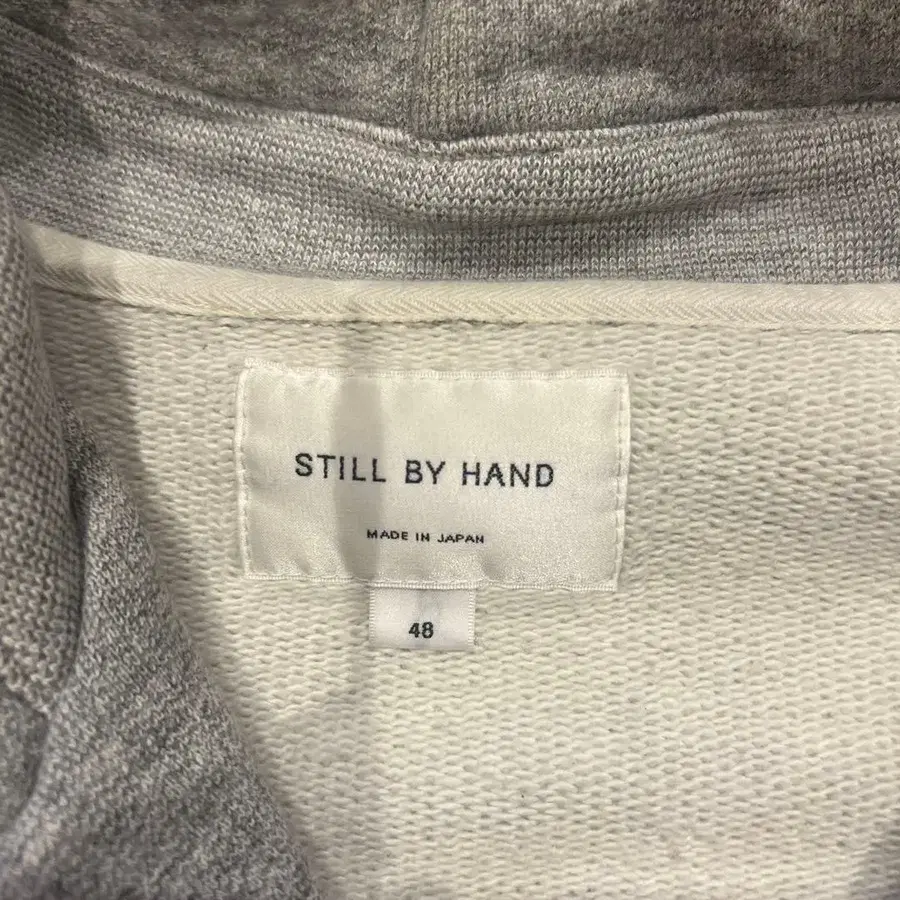 STILL BY HAND
MADE IN JAPAN
48